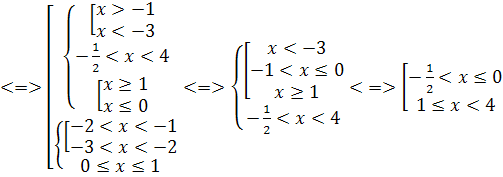 <=> [ { [ x > −1
x < −3
−1/2 < x < 4
[ x ≥ 1
x ≤ 0
{ [ −2 < x < −1
−3 < x < −2
0 ≤ x ≤ 1
<=> { [ x < −3
−1 < x ≤ 0
x ≥ 1
−1/2 < x < 4
<=> [ −1/2 < x ≤ 0
1 ≤ x < 4